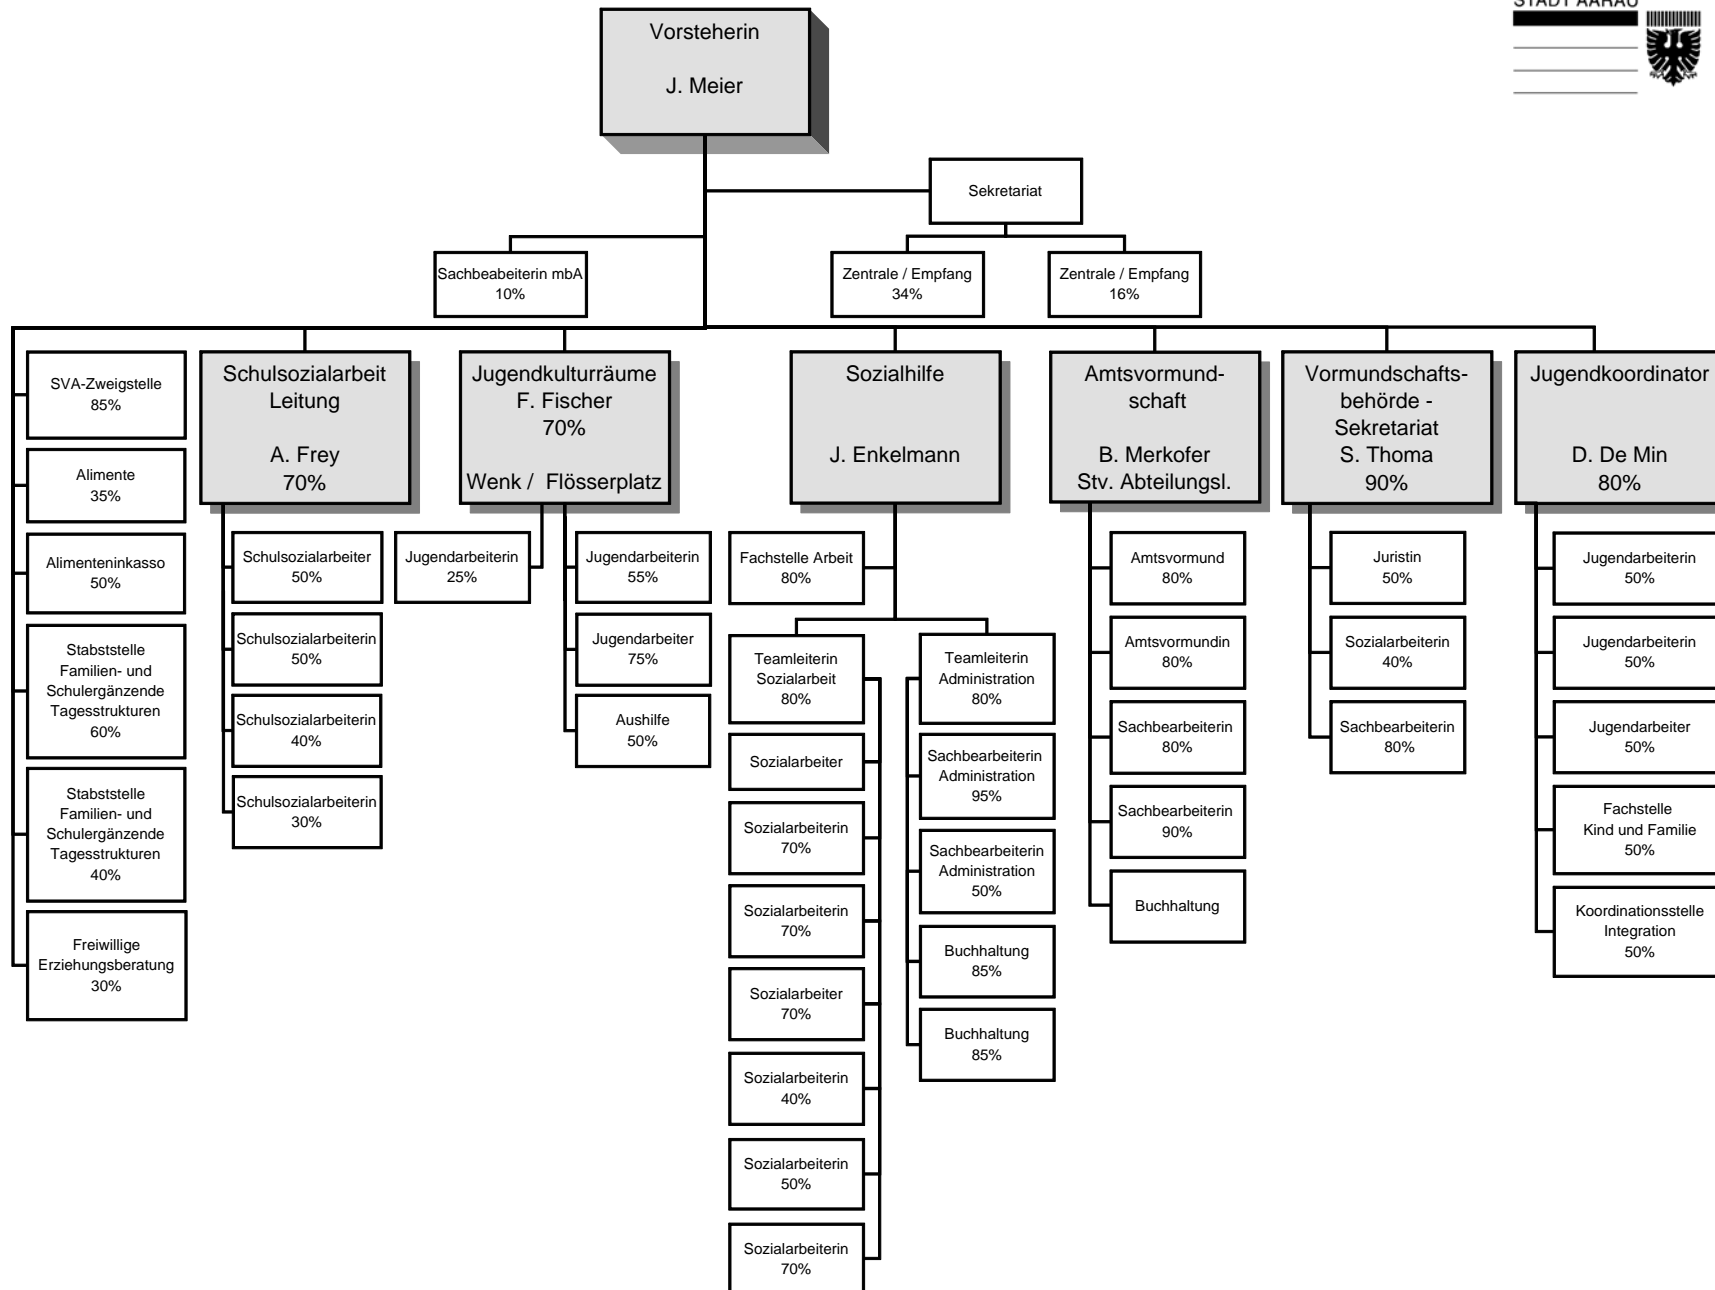 STADT AARAU
Vorsteherin
J. Meier
Sekretariat
Sachbeabeiterin mbA
10%
Zentrale / Empfang
34%
Zentrale / Empfang
16%
SVA-Zweigstelle
85%
Alimente
35%
Alimenteninkasso
50%
Stabststelle
Familien- und
Schulergänzende
Tagesstrukturen
60%
Stabststelle
Familien- und
Schulergänzende
Tagesstrukturen
40%
Freiwillige
Erziehungsberatung
30%
Schulsozialarbeit
Leitung
A. Frey
70%
Schulsozialarbeiter
50%
Schulsozialarbeiterin
50%
Schulsozialarbeiterin
40%
Schulsozialarbeiterin
30%
Jugendkulturräume
F. Fischer
70%
Wenk / Flösserplatz
Jugendarbeiterin
25%
Jugendarbeiterin
55%
Jugendarbeiter
75%
Aushilfe
50%
Sozialhilfe
J. Enkelmann
Fachstelle Arbeit
80%
Teamleiterin
Sozialarbeit
80%
Sozialarbeiter
Sozialarbeiterin
70%
Sozialarbeiterin
70%
Sozialarbeiter
70%
Sozialarbeiterin
40%
Sozialarbeiterin
50%
Sozialarbeiterin
70%
Teamleiterin
Administration
80%
Sachbearbeiterin
Administration
95%
Sachbearbeiterin
Administration
50%
Buchhaltung
85%
Buchhaltung
85%
Amtsvormund-
schaft
B. Merkofer
Stv. Abteilungsl.
Amtsvormund
80%
Amtsvormundin
80%
Sachbearbeiterin
80%
Sachbearbeiterin
90%
Buchhaltung
Vormundschafts-
behörde -
Sekretariat
S. Thoma
90%
Juristin
50%
Sozialarbeiterin
40%
Sachbearbeiterin
80%
Jugendkoordinator
D. De Min
80%
Jugendarbeiterin
50%
Jugendarbeiterin
50%
Jugendarbeiter
50%
Fachstelle
Kind und Familie
50%
Koordinationsstelle
Integration
50%